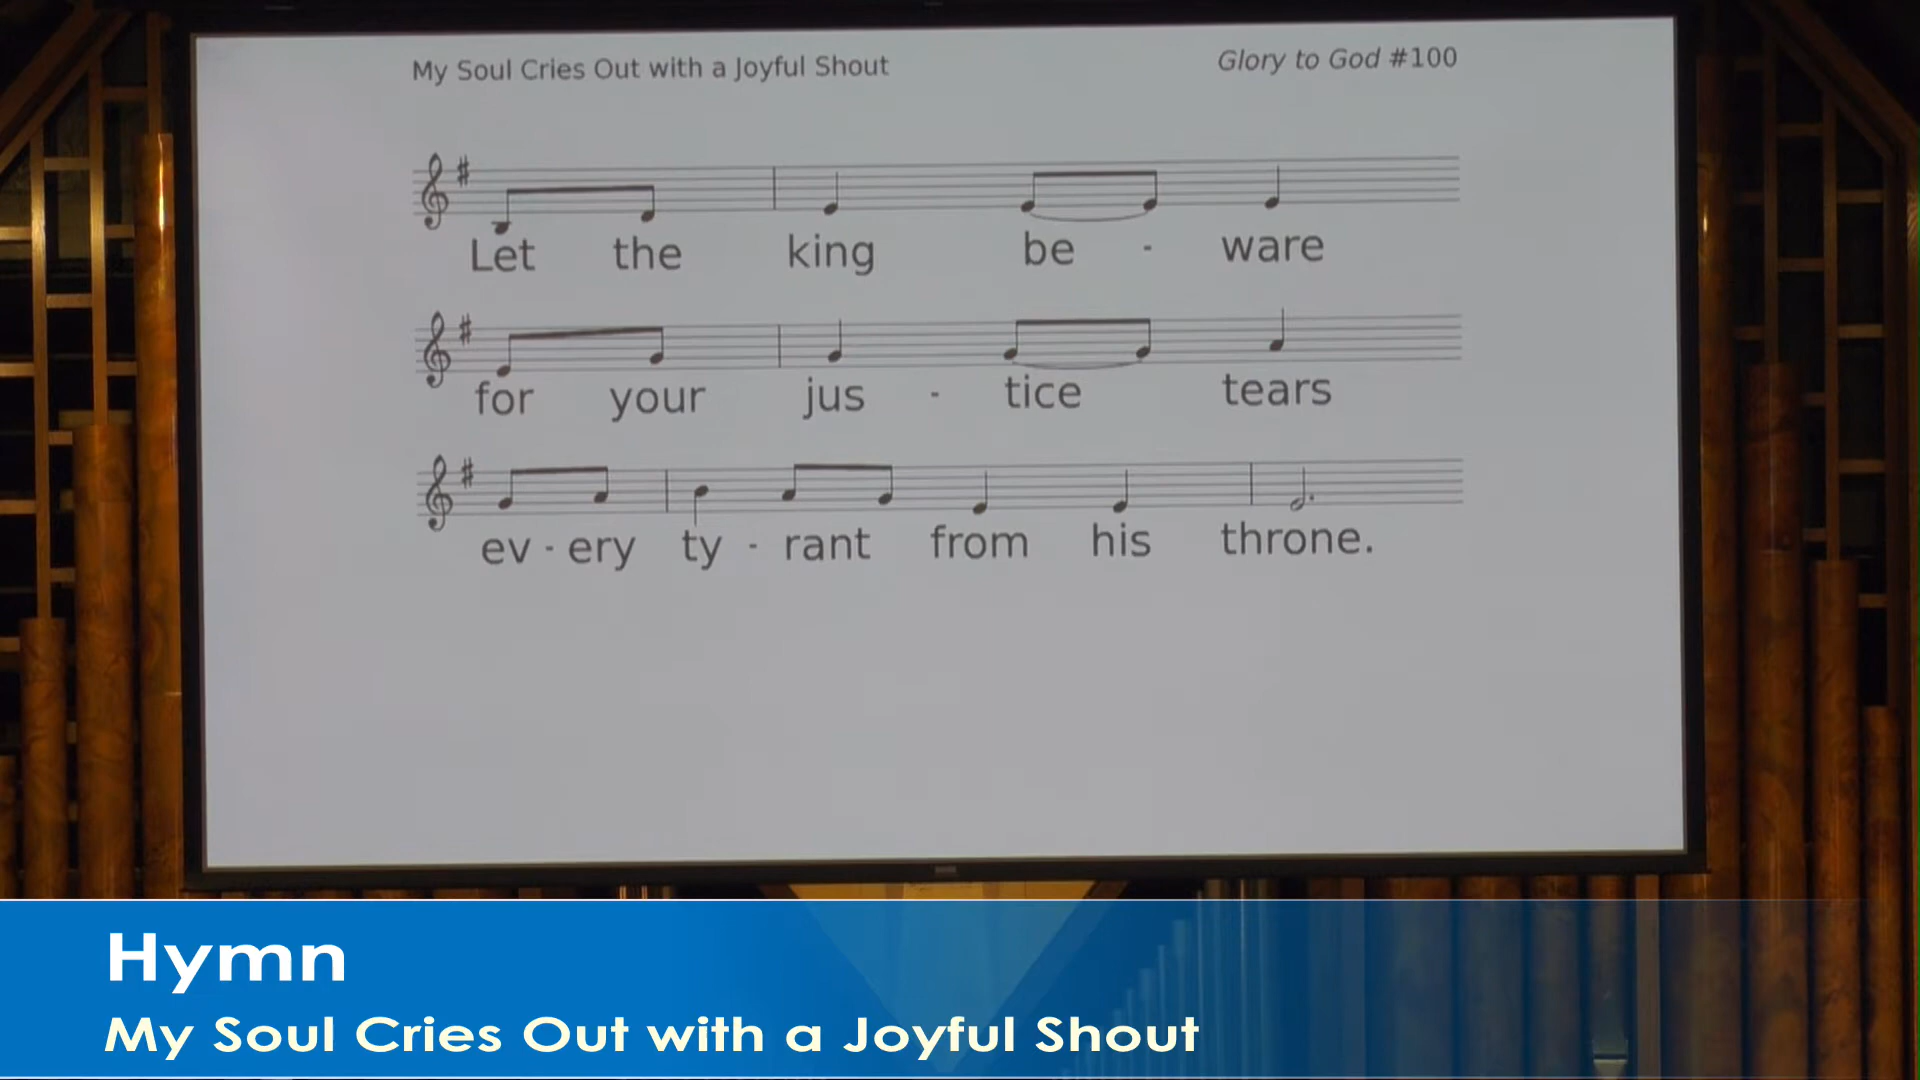 My Soul Cries Out with a Joyful Shout
Glory to God #100
Let the king be - ware
for your jus - tice tears
ev - ery ty - rant from his throne.
Hymn
My Soul Cries Out with a Joyful Shout